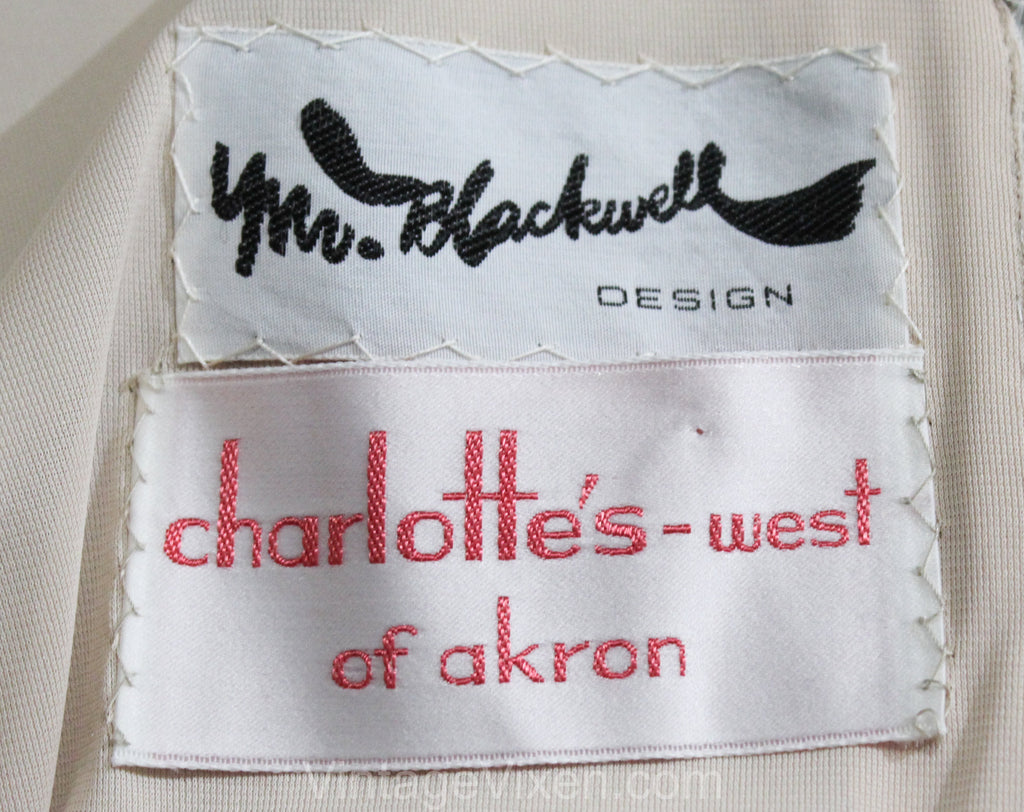 Mr. Blackwell
DESIGN
charlotte's-west
of akron
VintageVixen.com